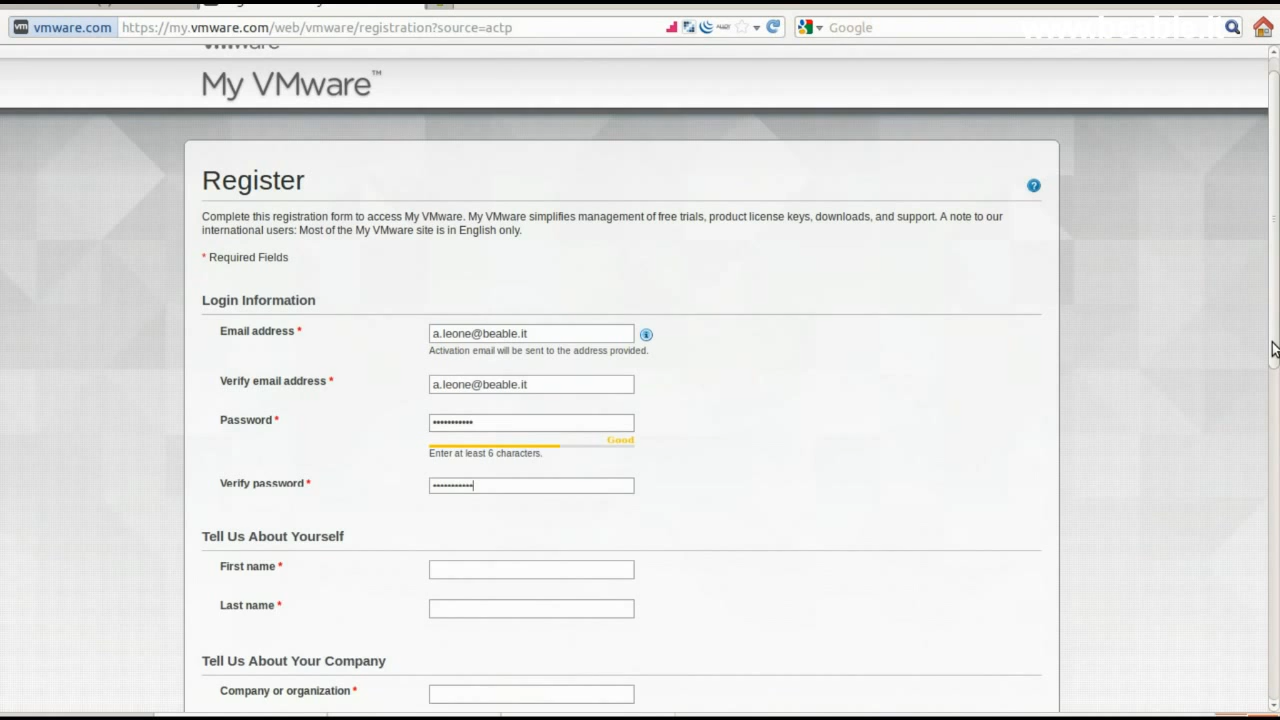 vmware.com https://my.vmware.com/web/vmware/registration?source=actp Google
vmware
My VMware™
Register
Complete this registration form to access My VMware. My VMware simplifies management of free trials, product license keys, downloads, and support. A note to our
international users: Most of the My VMware site is in English only.
* Required Fields
Login Information
Email address * a.leone@beable.it
Activation email will be sent to the address provided.
Verify email address * a.leone@beable.it
Password * •••••••••••
Good
Enter at least 6 characters.
Verify password * •••••••••••
Tell Us About Yourself
First name *
Last name *
Tell Us About Your Company
Company or organization *